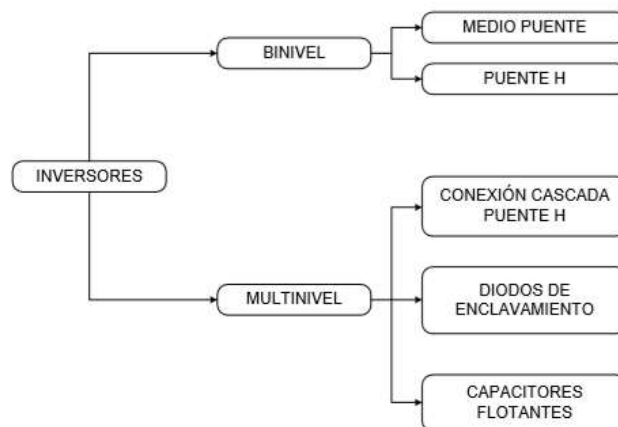 MEDIO PUENTE
BINIVEL
PUENTE H
INVERSORES
CONEXIÓN CASCADA
PUENTE H
MULTINIVEL
DIODOS DE
ENCLAVAMIENTO
CAPACITORES
FLOTANTES